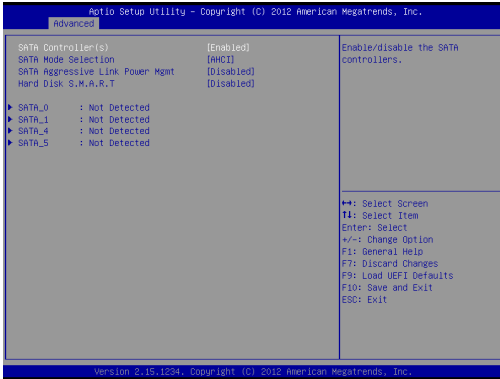 Aptio Setup Utility – Copyright (C) 2012 American Megatrends, Inc.
Advanced
SATA Controller(s) [Enabled]
SATA Mode Selection [AHCI]
SATA Aggressive Link Power Mgmt [Disabled]
Hard Disk S.M.A.R.T [Disabled]
SATA_0 : Not Detected
SATA_1 : Not Detected
SATA_4 : Not Detected
SATA_5 : Not Detected
Enable/disable the SATA
controllers.
↔: Select Screen
↑↓: Select Item
Enter: Select
+/-: Change Option
F1: General Help
F7: Discard Changes
F9: Load UEFI Defaults
F10: Save and Exit
ESC: Exit
Version 2.15.1234. Copyright (C) 2012 American Megatrends, Inc.